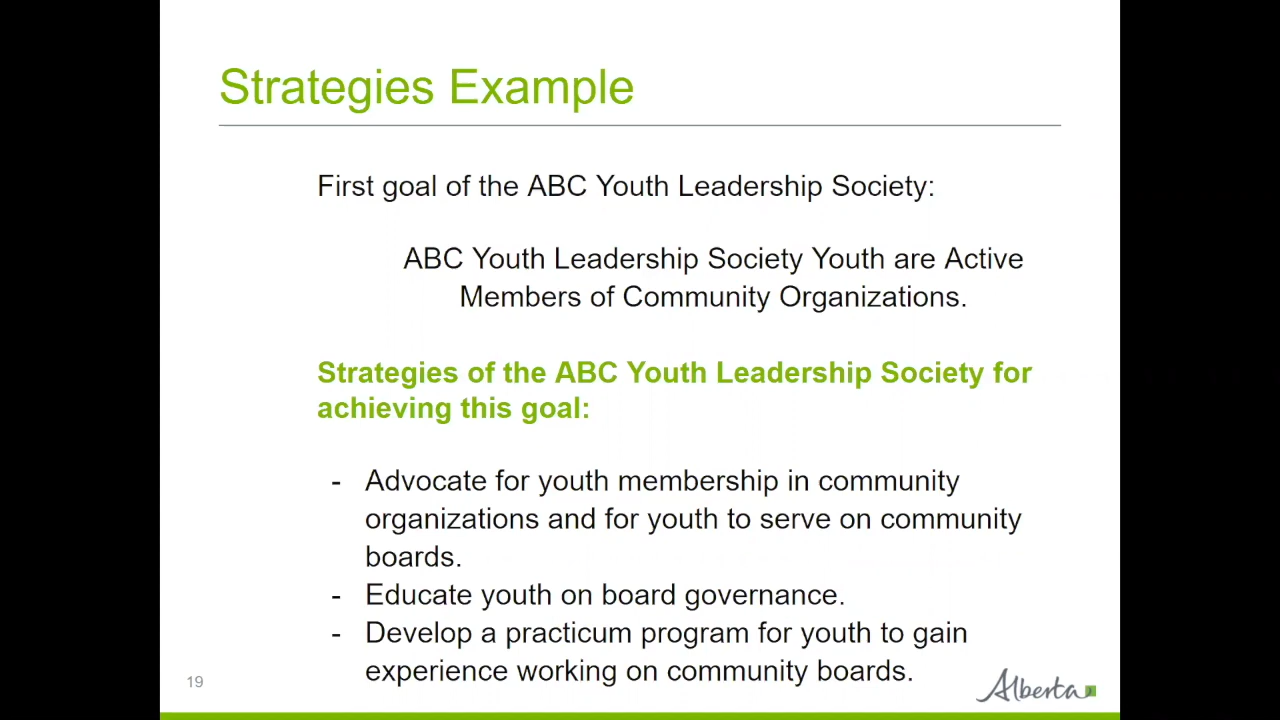 Strategies Example
First goal of the ABC Youth Leadership Society:
ABC Youth Leadership Society Youth are Active
Members of Community Organizations.
Strategies of the ABC Youth Leadership Society for
achieving this goal:
- Advocate for youth membership in community
organizations and for youth to serve on community
boards.
- Educate youth on board governance.
- Develop a practicum program for youth to gain
experience working on community boards.
19
Alberta